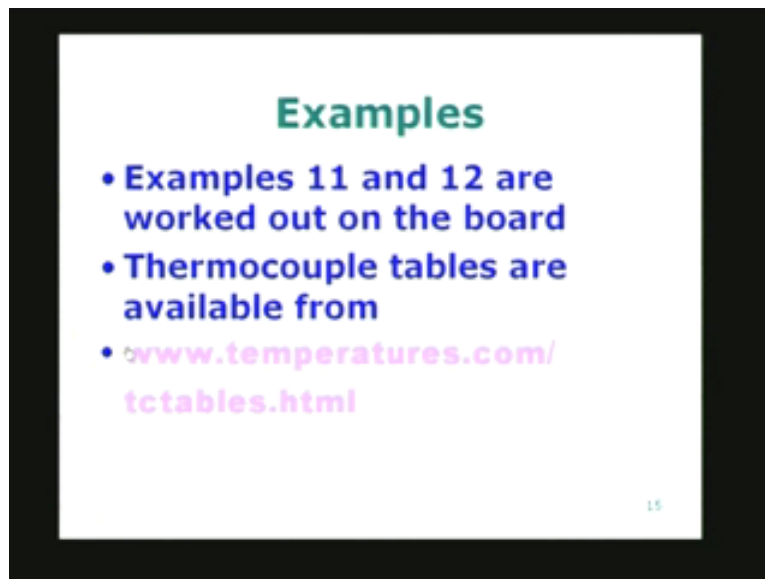 Examples
• Examples 11 and 12 are
worked out on the board
• Thermocouple tables are
available from
• www.temperatures.com/
tctables.html
15